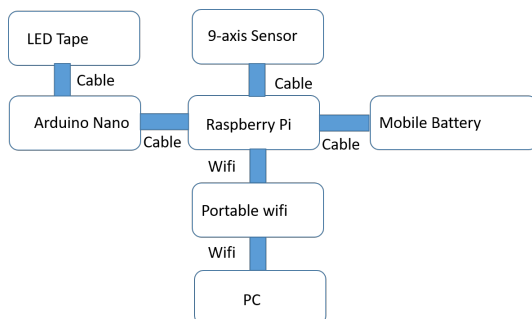 LED Tape
9-axis Sensor
Cable
Cable
Arduino Nano
Raspberry Pi
Mobile Battery
Cable
Cable
Wifi
Portable wifi
Wifi
PC